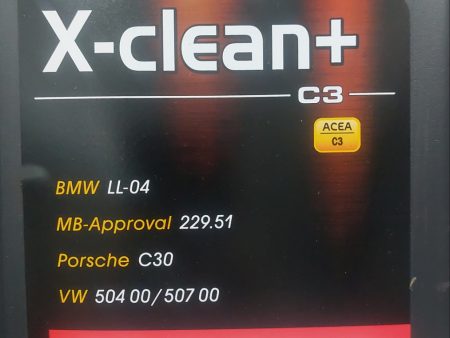 X-clean+
C3
ACEA
C3
BMW LL-04
MB-Approval 229.51
Porsche C30
VW 504 00/507 00